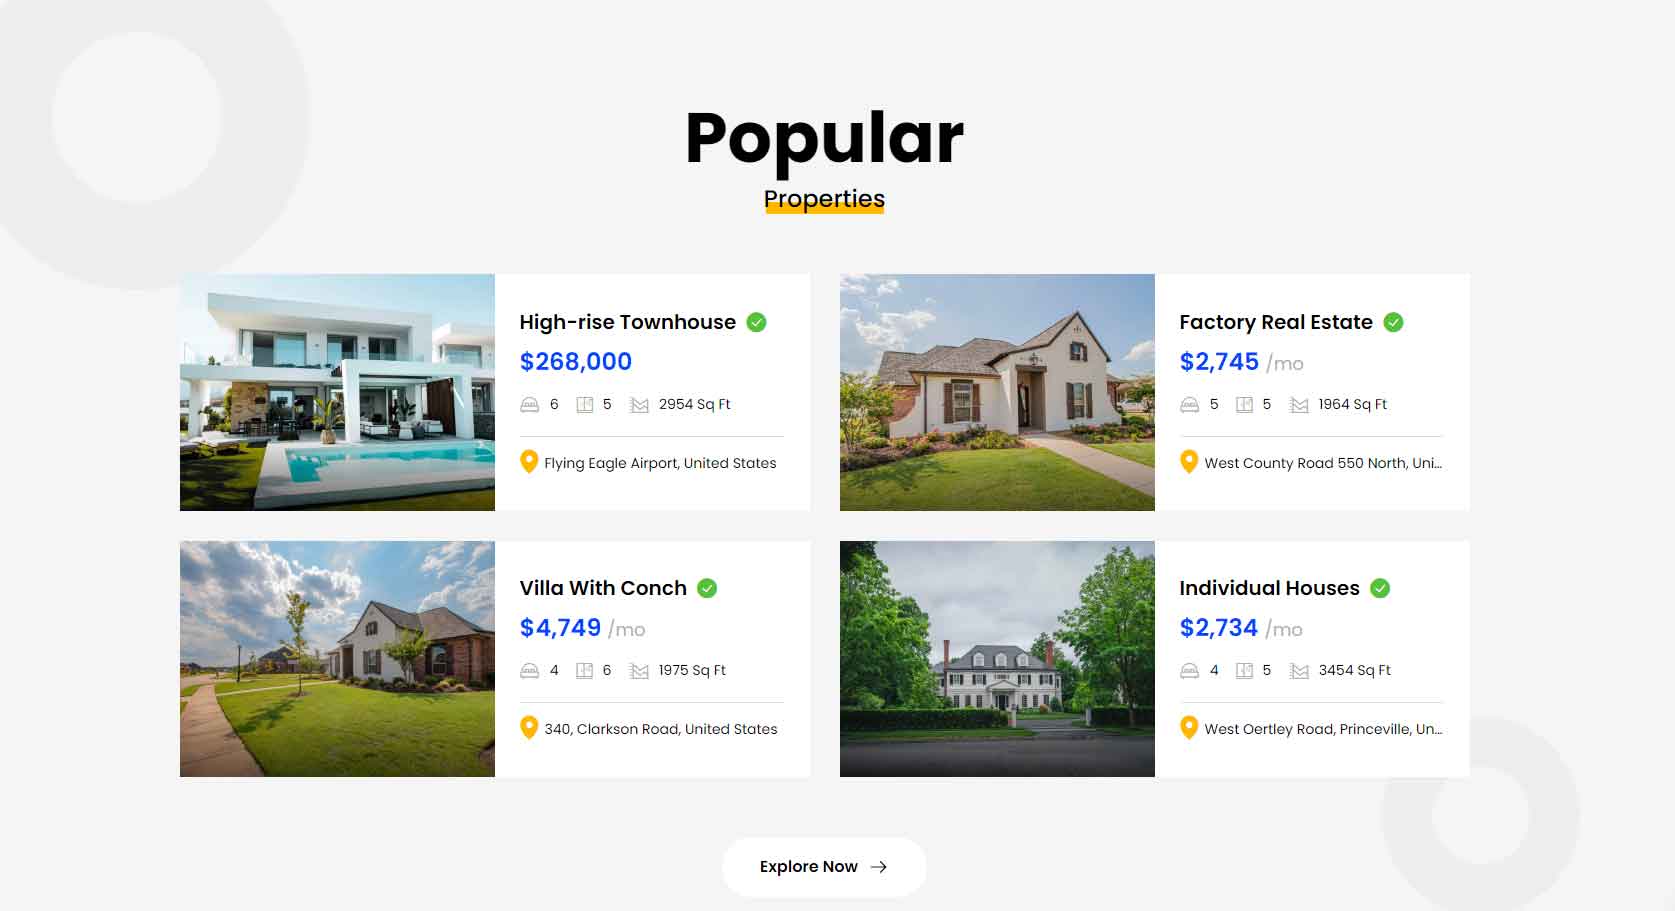 Popular
Properties
High-rise Townhouse
$268,000
6 5 2954 Sq Ft
Flying Eagle Airport, United States
Factory Real Estate
$2,745 /mo
5 5 1964 Sq Ft
West County Road 550 North, Uni...
Villa With Conch
$4,749 /mo
4 6 1975 Sq Ft
340, Clarkson Road, United States
Individual Houses
$2,734 /mo
4 5 3454 Sq Ft
West Oertley Road, Princeville, Un...
Explore Now